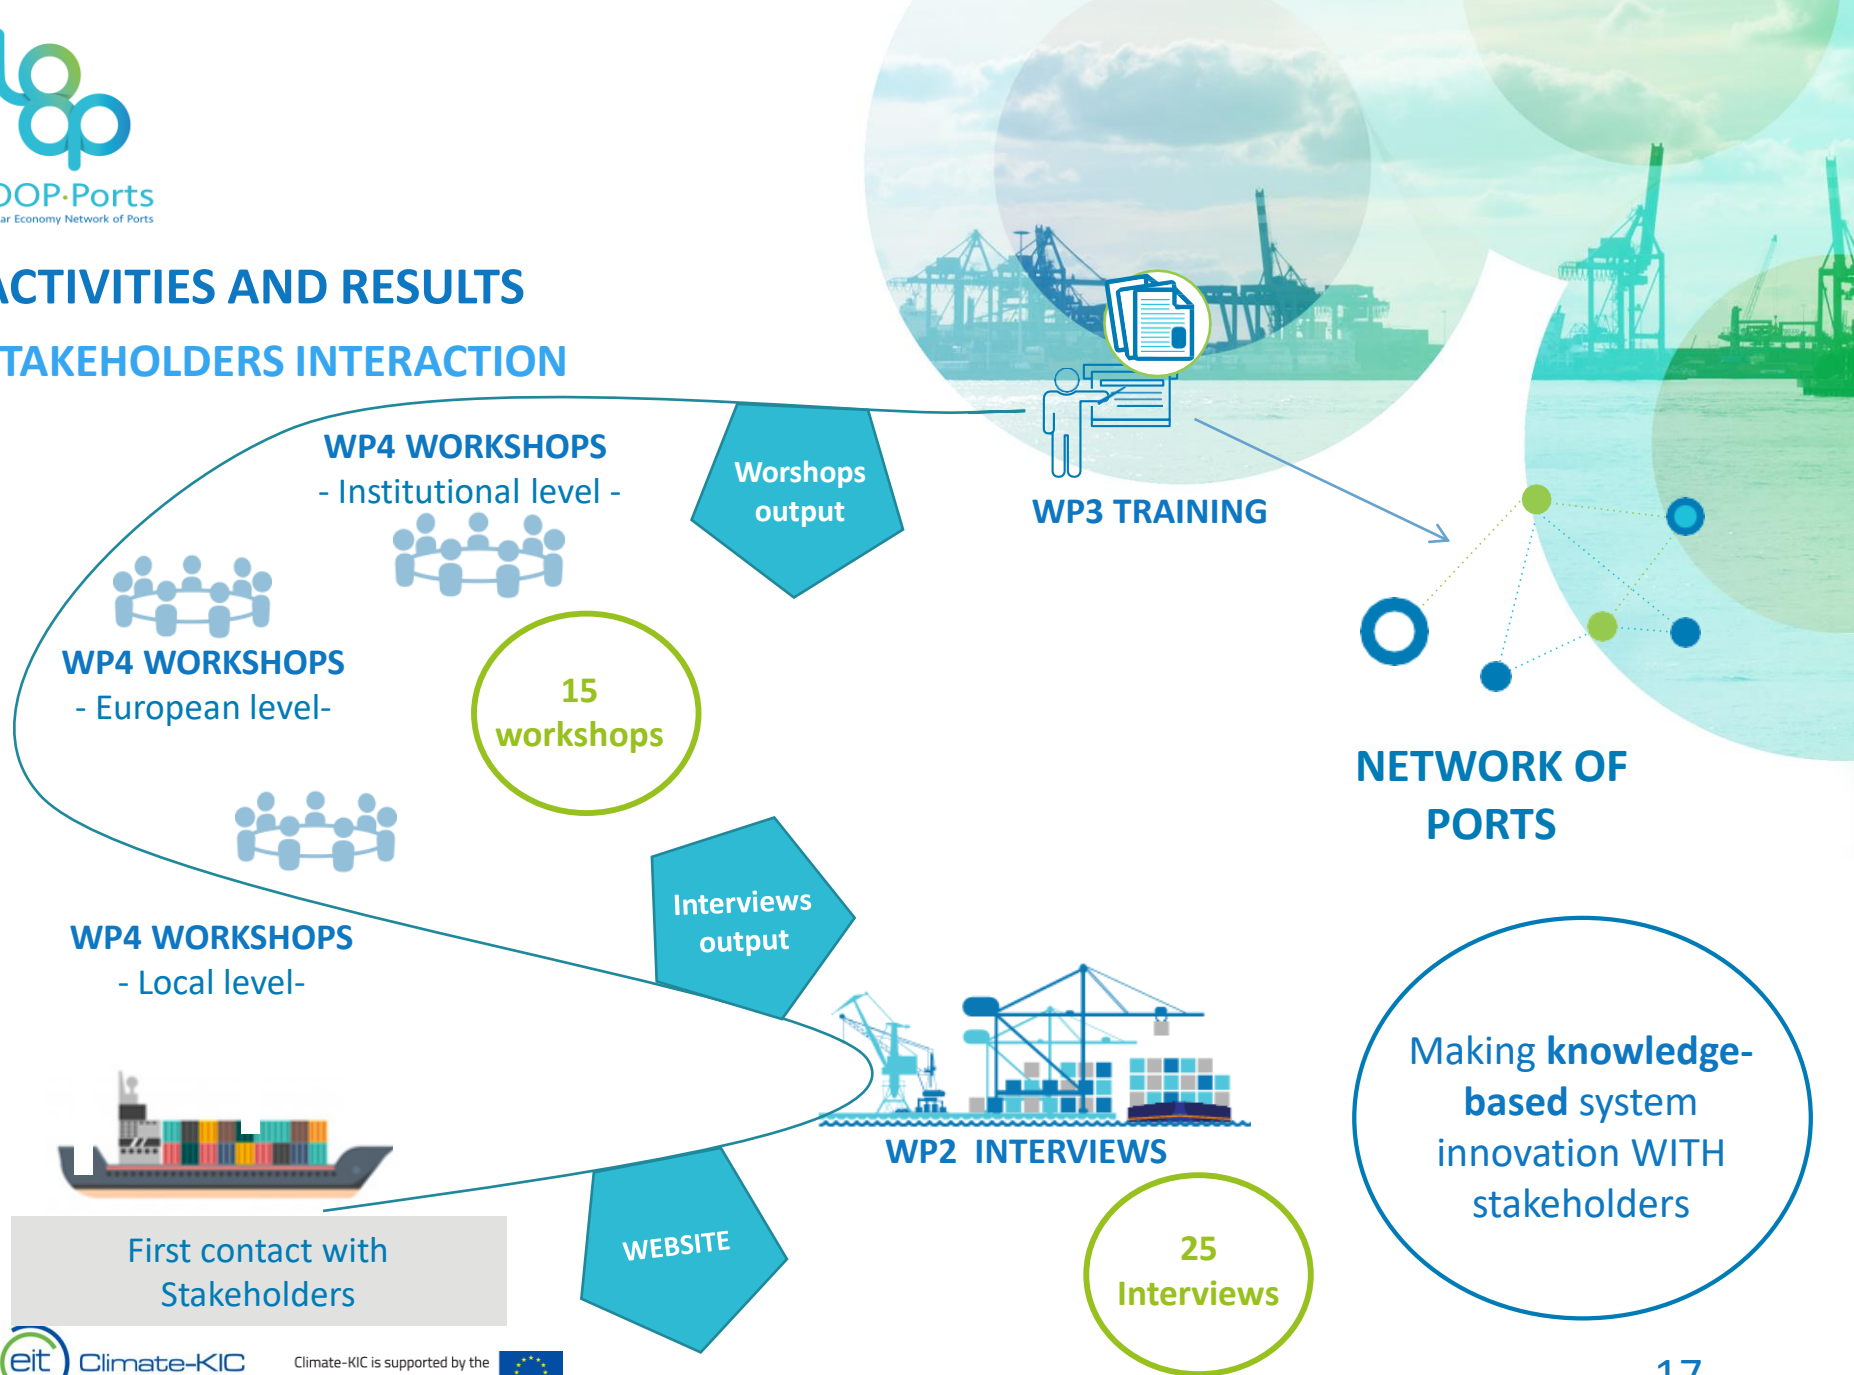 OOP·Ports
ar Economy Network of Ports
ACTIVITIES AND RESULTS
TAKEHOLDERS INTERACTION
WP4 WORKSHOPS
- Institutional level -
Worshops
output
WP3 TRAINING
WP4 WORKSHOPS
- European level-
15
workshops
NETWORK OF
PORTS
Interviews
output
WP4 WORKSHOPS
- Local level-
WP2 INTERVIEWS
Making knowledge-
based system
innovation WITH
stakeholders
WEBSITE
25
Interviews
First contact with
Stakeholders
eit Climate-KIC
Climate-KIC is supported by the
17